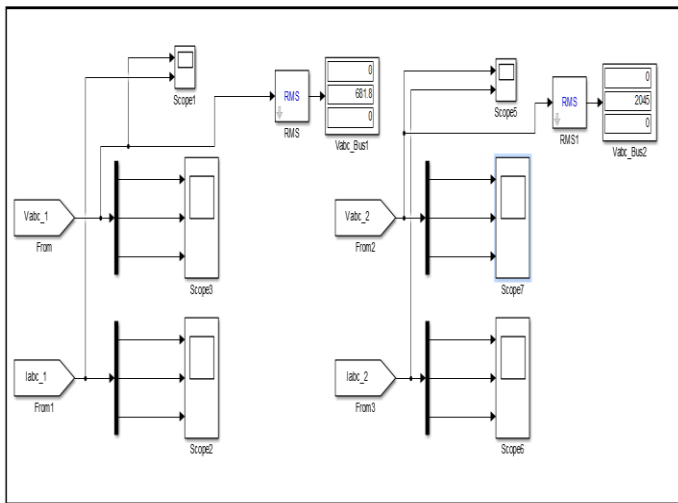 Scope1
RMS
RMS
0
681.8
0
Vabc_Bus1
Scope5
RMS
RMS1
0
2045
0
Vabc_Bus2
Vabc_1
From
Scope3
Vabc_2
From2
Scope7
Iabc_1
From1
Scope2
Iabc_2
From3
Scope6